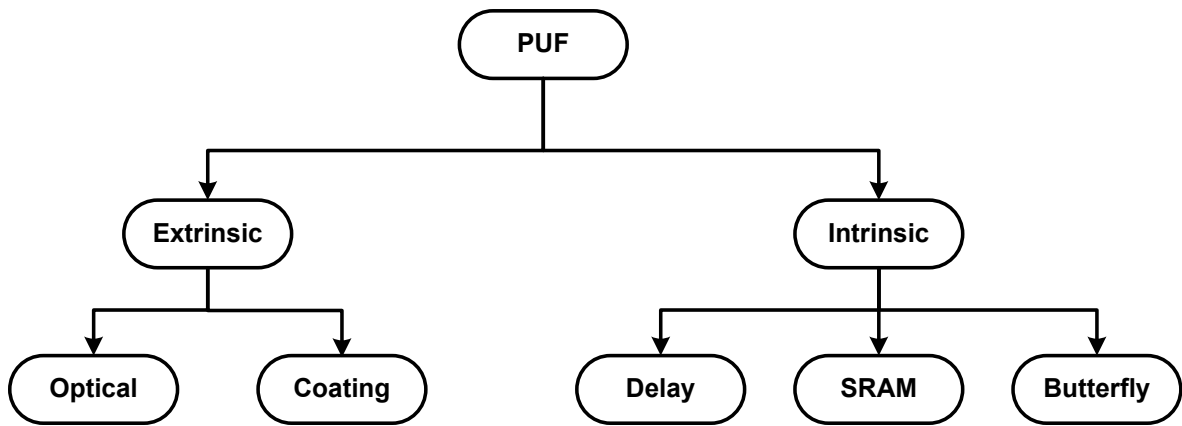 PUF
Extrinsic
Intrinsic
Optical
Coating
Delay
SRAM
Butterfly